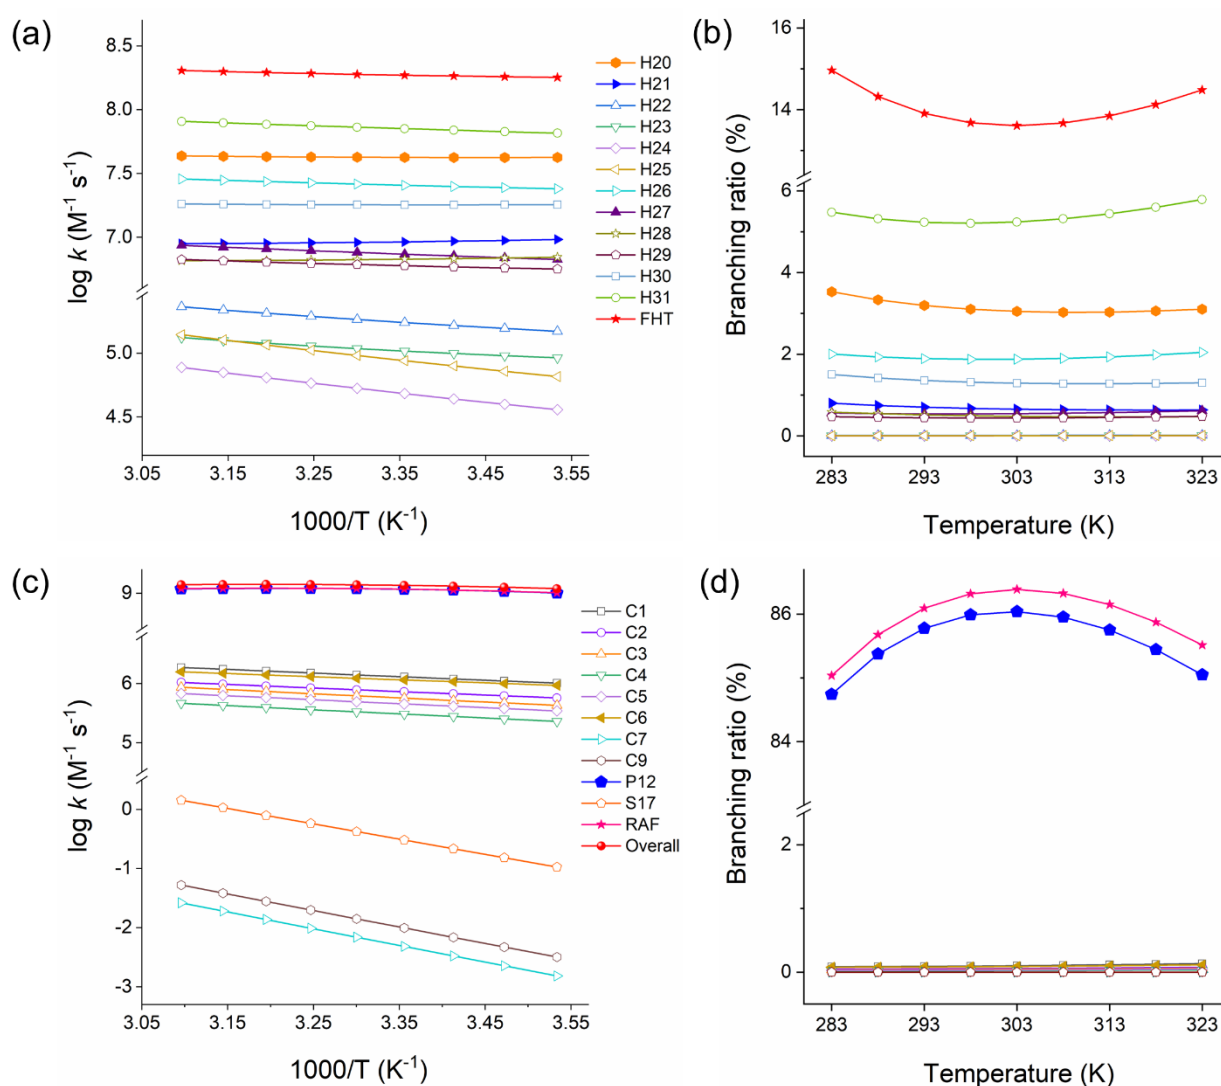 (a)
8.5
8.0
7.5
7.0
5.0
4.5
log k (M⁻¹ s⁻¹)
3.05 3.15 3.25 3.35 3.45 3.55
1000/T (K⁻¹)
H20
H21
H22
H23
H24
H25
H26
H27
H28
H29
H30
H31
FHT
(b)
16
14
6
4
2
0
Branching ratio (%)
283 293 303 313 323
Temperature (K)
(c)
9
6
5
0
-1
-2
-3
log k (M⁻¹ s⁻¹)
3.05 3.15 3.25 3.35 3.45 3.55
1000/T (K⁻¹)
C1
C2
C3
C4
C5
C6
C7
C9
P12
S17
RAF
Overall
(d)
86
84
2
0
Branching ratio (%)
283 293 303 313 323
Temperature (K)